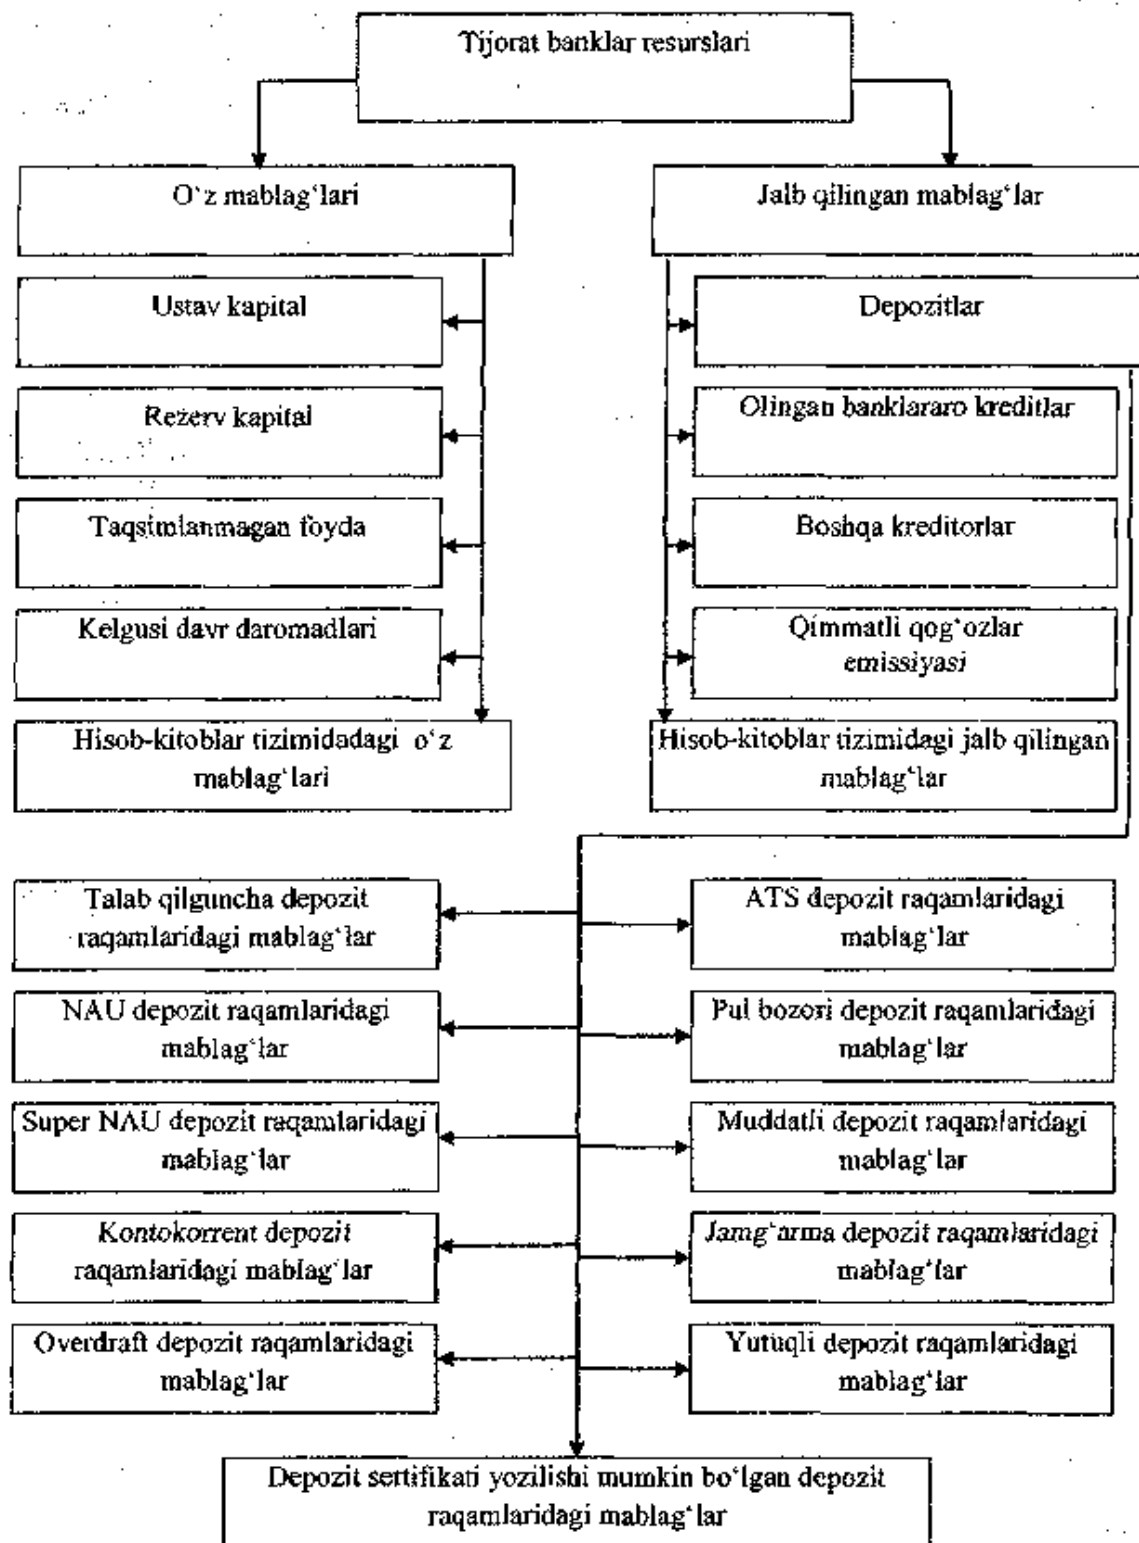 Tijorat banklar resurslari
O‘z mablag‘lari
Jalb qilingan mablag‘lar
Ustav kapital
Depozitlar
Rezerv kapital
Olingan banklararo kreditlar
Taqsimlanmagan foyda
Boshqa kreditorlar
Kelgusi davr daromadlari
Qimmatli qog‘ozlar
emissiyasi
Hisob-kitoblar tizimidadagi o‘z
mablag‘lari
Hisob-kitoblar tizimidagi jalb qilingan
mablag‘lar
Talab qilguncha depozit
raqamlaridagi mablag‘lar
ATS depozit raqamlaridagi
mablag‘lar
NAU depozit raqamlaridagi
mablag‘lar
Pul bozori depozit raqamlaridagi
mablag‘lar
Super NAU depozit raqamlaridagi
mablag‘lar
Muddatli depozit raqamlaridagi
mablag‘lar
Kontokorrent depozit
raqamlaridagi mablag‘lar
Jamg‘arma depozit raqamlaridagi
mablag‘lar
Overdraft depozit raqamlaridagi
mablag‘lar
Yutuqli depozit raqamlaridagi
mablag‘lar
Depozit sertifikati yozilishi mumkin bo‘lgan depozit
raqamlaridagi mablag‘lar